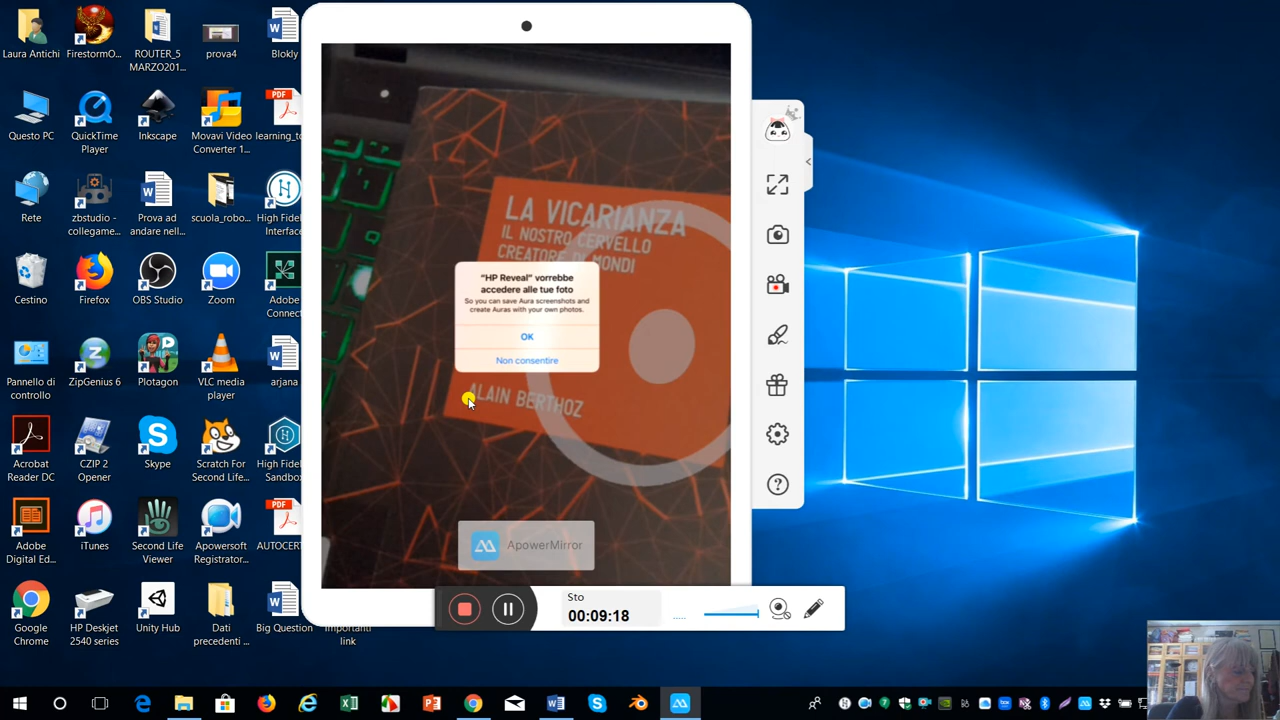 Laura Antichi
FirestormO...
ROUTER_5
MARZO201...
prova4
Blokly
Questo PC
QuickTime
Player
Inkscape
Movavi Video
Converter 1...
PDF
learning_to
Rete
zbstudio -
collegame...
Prova ad
andare nell...
scuola_robo...
High Fidel
Interface
Cestino
Firefox
OBS Studio
Zoom
Adobe
Connect
Pannello di
controllo
ZipGenius 6
Plotagon
VLC media
player
arjana
Acrobat
Reader DC
CZIP 2
Opener
Skype
Scratch For
Second Life...
High Fidel
Sandbox
Adobe
Digital Ed...
iTunes
Second Life
Viewer
Apowersoft
Registrator...
PDF
AUTOCERT
Google
Chrome
HP Deskjet
2540 series
Unity Hub
Dati
precedenti ...
Big Question
Importanti
link
LA VICARIANZA
IL NOSTRO CERVELLO
CREATORE DI MONDI
ALAIN BERTHOZ
“HP Reveal” vorrebbe
accedere alle tue foto
So you can save Aura screenshots and
create Auras with your own photos.
OK
Non consentire
ApowerMirror
Sto
00:09:18